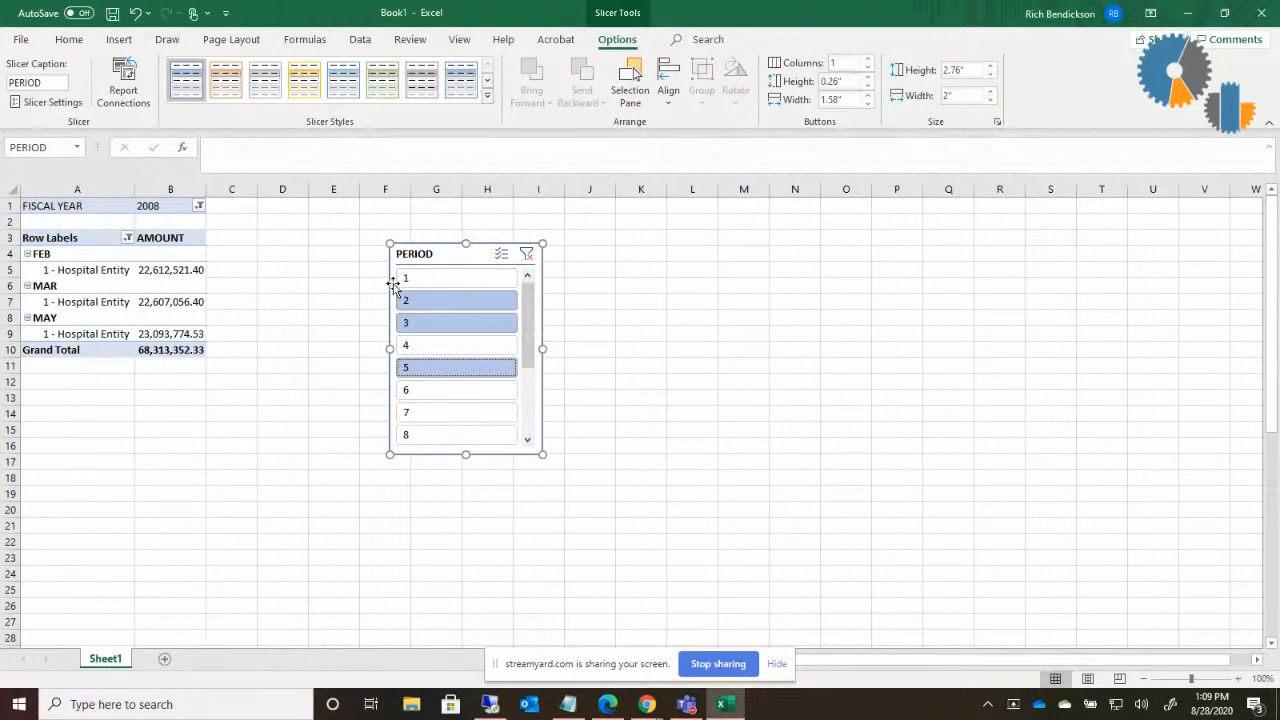 AutoSave Off Book1 - Excel Slicer Tools Rich Bendickson RB
File Home Insert Draw Page Layout Formulas Data Review View Help Acrobat Options Search Comments
Slicer Caption:
PERIOD
Slicer Settings
Report Connections
Bring Forward
Send Backward
Selection Pane
Align
Group
Rotate
Columns: 1
Height: 0.26"
Width: 1.58"
Height: 2.76"
Width: 2"
Slicer Slicer Styles Arrange Buttons Size
PERIOD fx
A B C D E F G H I J K L M N O P Q R S T U V W
1 FISCAL YEAR 2008
2
3 Row Labels AMOUNT
4 FEB
5 1 - Hospital Entity 22,612,521.40
6 MAR
7 1 - Hospital Entity 22,607,056.40
8 MAY
9 1 - Hospital Entity 23,093,774.53
10 Grand Total 68,313,352.33
11
12
13
14
15
16
17
18
19
20
21
22
23
24
25
26
27
28
PERIOD
1
2
3
4
5
6
7
8
Sheet1
streamyard.com is sharing your screen. Stop sharing Hide
100%
Type here to search
1:09 PM
8/28/2020